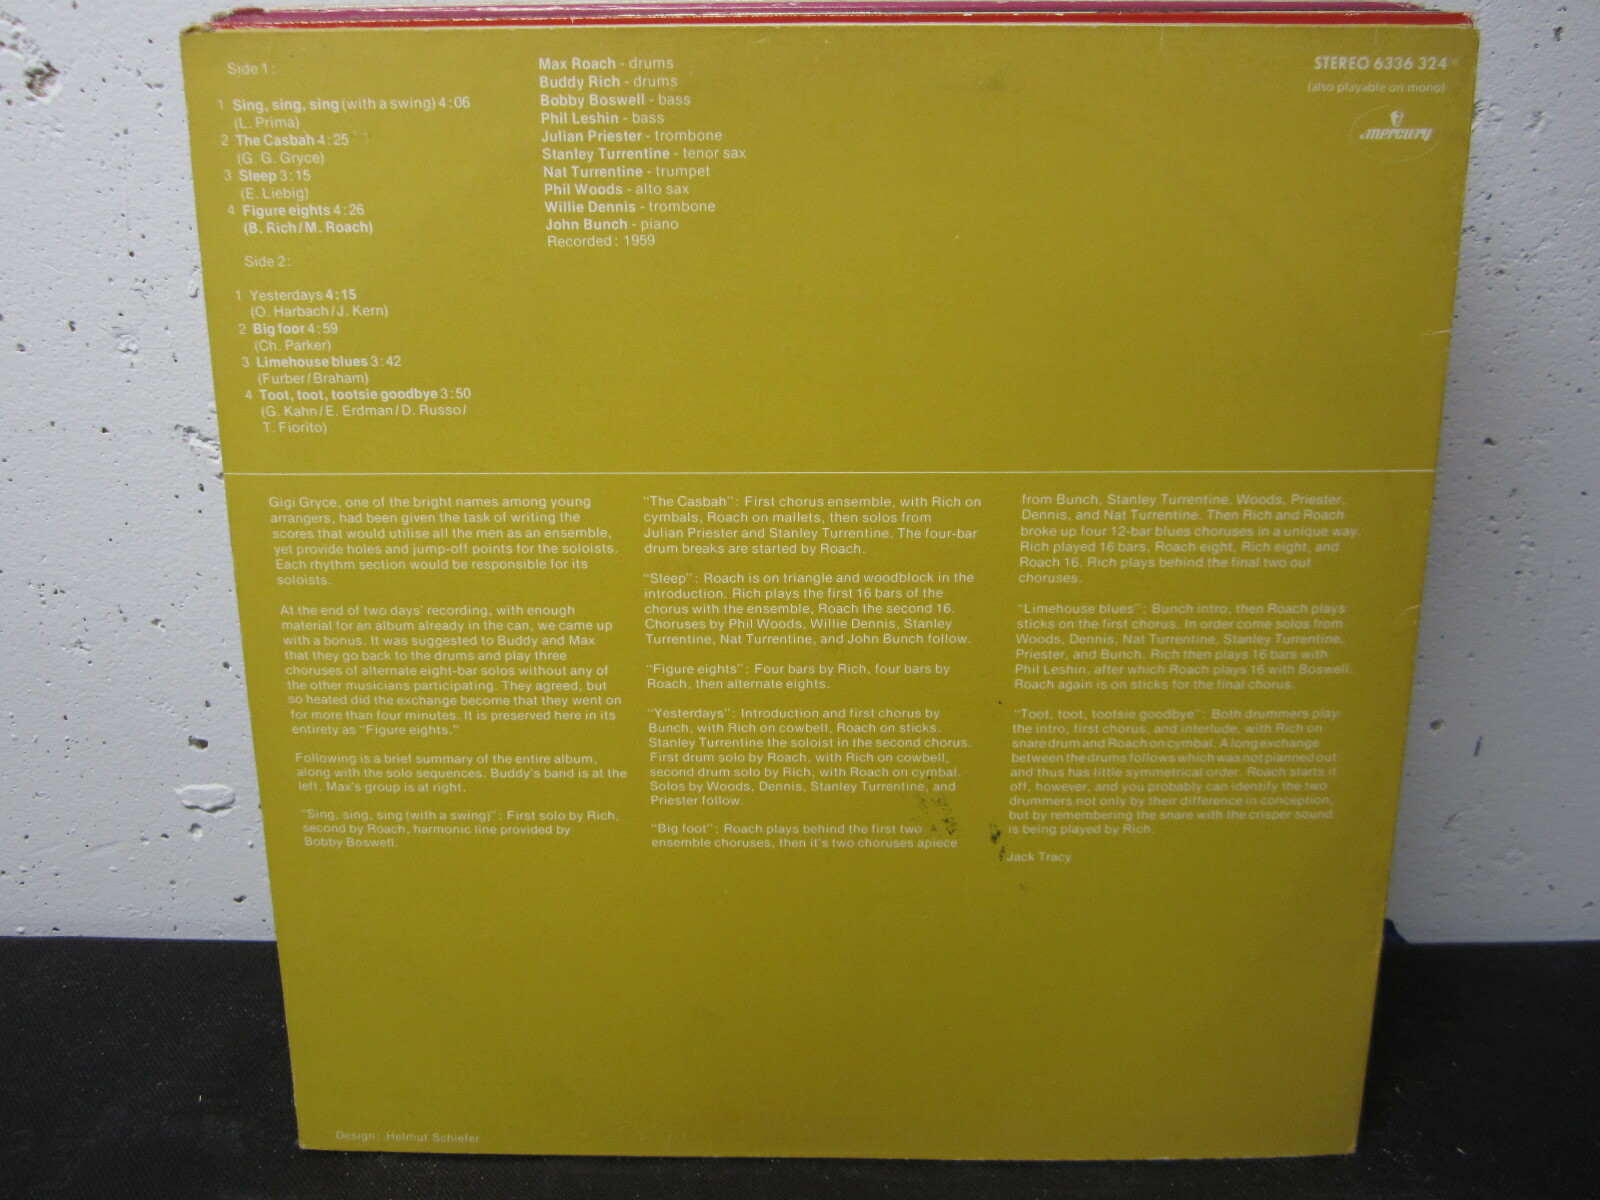 Side 1:
1 Sing, sing, sing (with a swing) 4:06
(L. Prima)
2 The Casbah 4:25
(G. G. Gryce)
3 Sleep 3:15
(E. Liebig)
4 Figure eights 4:26
(B. Rich/M. Roach)
Side 2:
1 Yesterdays 4:15
(O. Harbach/J. Kern)
2 Big foor 4:59
(Ch. Parker)
3 Limehouse blues 3:42
(Furber/Braham)
4 Toot, toot, tootsie goodbye 3:50
(G. Kahn/E. Erdman/D. Russo/
T. Fiorito)
Max Roach - drums
Buddy Rich - drums
Bobby Boswell - bass
Phil Leshin - bass
Julian Priester - trombone
Stanley Turrentine - tenor sax
Nat Turrentine - trumpet
Phil Woods - alto sax
Willie Dennis - trombone
John Bunch - piano
Recorded: 1959
STEREO 6336 324
(also playable on mono)
mercury
Gigi Gryce, one of the bright names among young
arrangers, had been given the task of writing the
scores that would utilise all the men as an ensemble,
yet provide holes and jump-off points for the soloists.
Each rhythm section would be responsible for its
soloists.
At the end of two days' recording, with enough
material for an album already in the can, we came up
with a bonus. It was suggested to Buddy and Max
that they go back to the drums and play three
choruses of alternate eight-bar solos without any of
the other musicians participating. They agreed, but
so heated did the exchange become that they went on
for more than four minutes. It is preserved here in its
entirety as "Figure eights."
Following is a brief summary of the entire album,
along with the solo sequences. Buddy's band is at the
left. Max's group is at right.
"Sing, sing, sing (with a swing)": First solo by Rich,
second by Roach, harmonic line provided by
Bobby Boswell.
"The Casbah": First chorus ensemble, with Rich on
cymbals, Roach on mallets, then solos from
Julian Priester and Stanley Turrentine. The four-bar
drum breaks are started by Roach.
"Sleep": Roach is on triangle and woodblock in the
introduction. Rich plays the first 16 bars of the
chorus with the ensemble, Roach the second 16.
Choruses by Phil Woods, Willie Dennis, Stanley
Turrentine, Nat Turrentine, and John Bunch follow.
"Figure eights": Four bars by Rich, four bars by
Roach, then alternate eights.
"Yesterdays": Introduction and first chorus by
Bunch, with Rich on cowbell, Roach on sticks.
Stanley Turrentine the soloist in the second chorus.
First drum solo by Roach, with Rich on cowbell,
second drum solo by Rich, with Roach on cymbal.
Solos by Woods, Dennis, Stanley Turrentine, and
Priester follow.
"Big foot": Roach plays behind the first two
ensemble choruses, then it's two choruses apiece
from Bunch, Stanley Turrentine, Woods, Priester,
Dennis, and Nat Turrentine. Then Rich and Roach
broke up four 12-bar blues choruses in a unique way.
Rich played 16 bars, Roach eight, Rich eight, and
Roach 16. Rich plays behind the final two out
choruses.
"Limehouse blues": Bunch intro, then Roach plays
sticks on the first chorus. In order come solos from
Woods, Dennis, Nat Turrentine, Stanley Turrentine,
Priester, and Bunch. Rich then plays 16 bars with
Phil Leshin, after which Roach plays 16 with Boswell.
Roach again is on sticks for the final chorus.
"Toot, toot, tootsie goodbye": Both drummers play
the intro, first chorus, and interlude, with Rich on
snare drum and Roach on cymbal. A long exchange
between the drums follows which was not planned out
and thus has little symmetrical order. Roach starts it
off, however, and you probably can identify the two
drummers not only by their difference in conception,
but by remembering the snare with the crisper sound
is being played by Rich.
Jack Tracy
Design: Helmut Schiefer